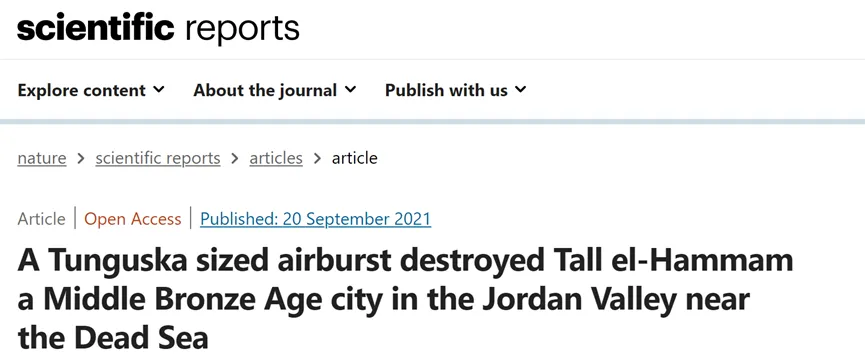 scientific reports
Explore content About the journal Publish with us
nature > scientific reports > articles > article
Article | Open Access | Published: 20 September 2021
A Tunguska sized airburst destroyed Tall el-Hammam
a Middle Bronze Age city in the Jordan Valley near
the Dead Sea